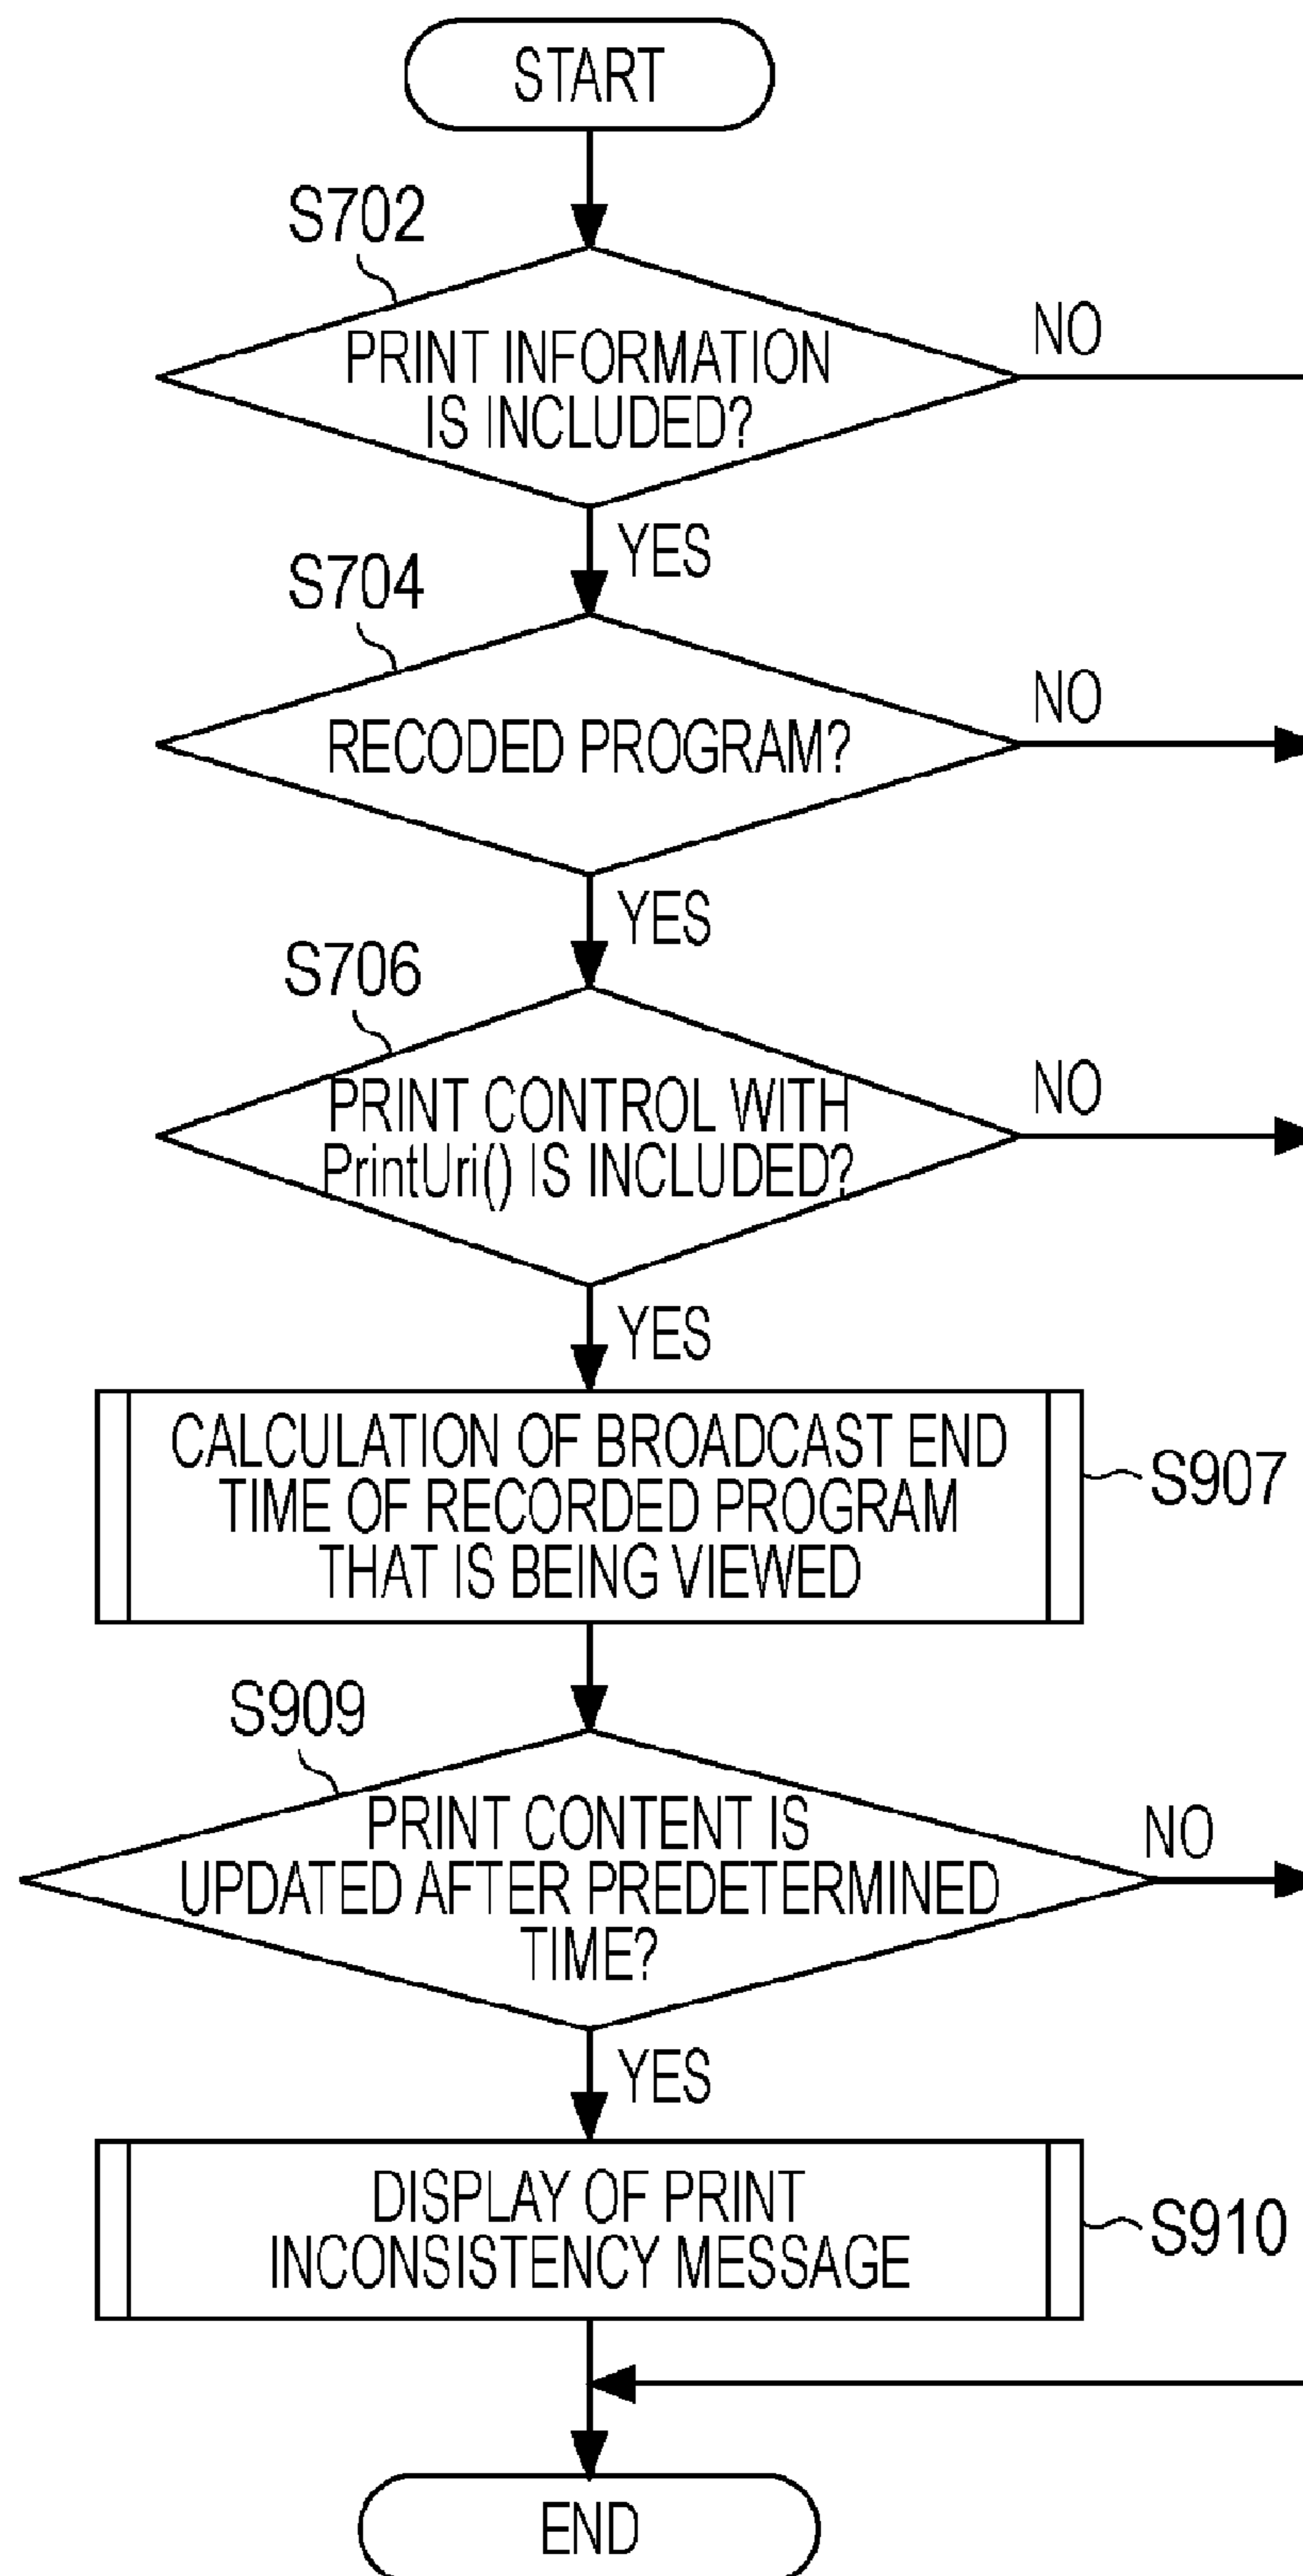 START
S702
PRINT INFORMATION
IS INCLUDED?
NO
YES
S704
RECODED PROGRAM?
NO
YES
S706
PRINT CONTROL WITH
PrintUri() IS INCLUDED?
NO
YES
CALCULATION OF BROADCAST END
TIME OF RECORDED PROGRAM
THAT IS BEING VIEWED
S907
S909
PRINT CONTENT IS
UPDATED AFTER PREDETERMINED
TIME?
NO
YES
DISPLAY OF PRINT
INCONSISTENCY MESSAGE
S910
END